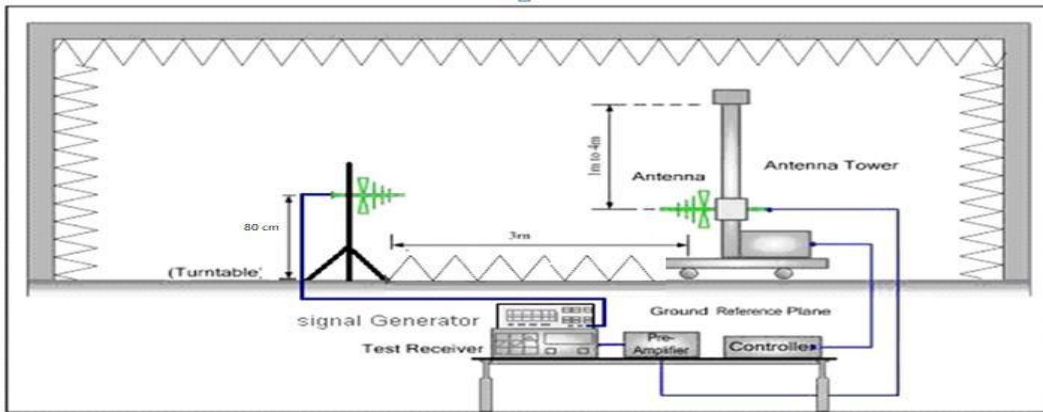 1m to 4m
Antenna
Antenna Tower
80 cm
3m
(Turntable)
signal Generator
Ground Reference Plane
Test Receiver
Pre-
Amplifier
Controller